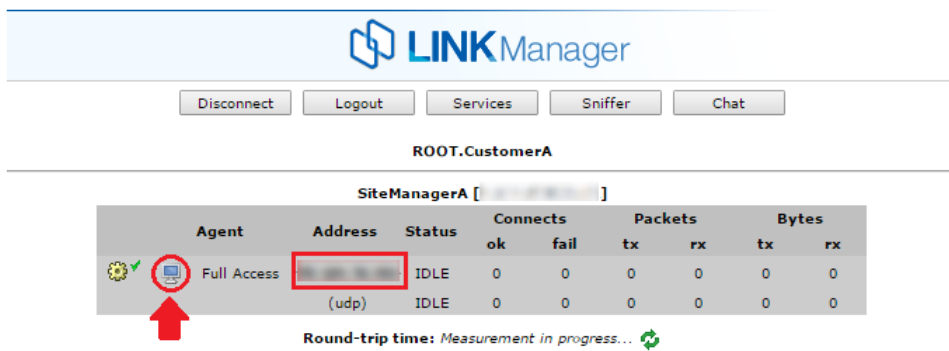 LINKManager
Disconnect Logout Services Sniffer Chat
ROOT.CustomerA
SiteManagerA [ ]
Agent Address Status Connects Packets Bytes
ok fail tx rx tx rx
Full Access IDLE 0 0 0 0 0 0
(udp) IDLE 0 0 0 0 0 0
Round-trip time: Measurement in progress...